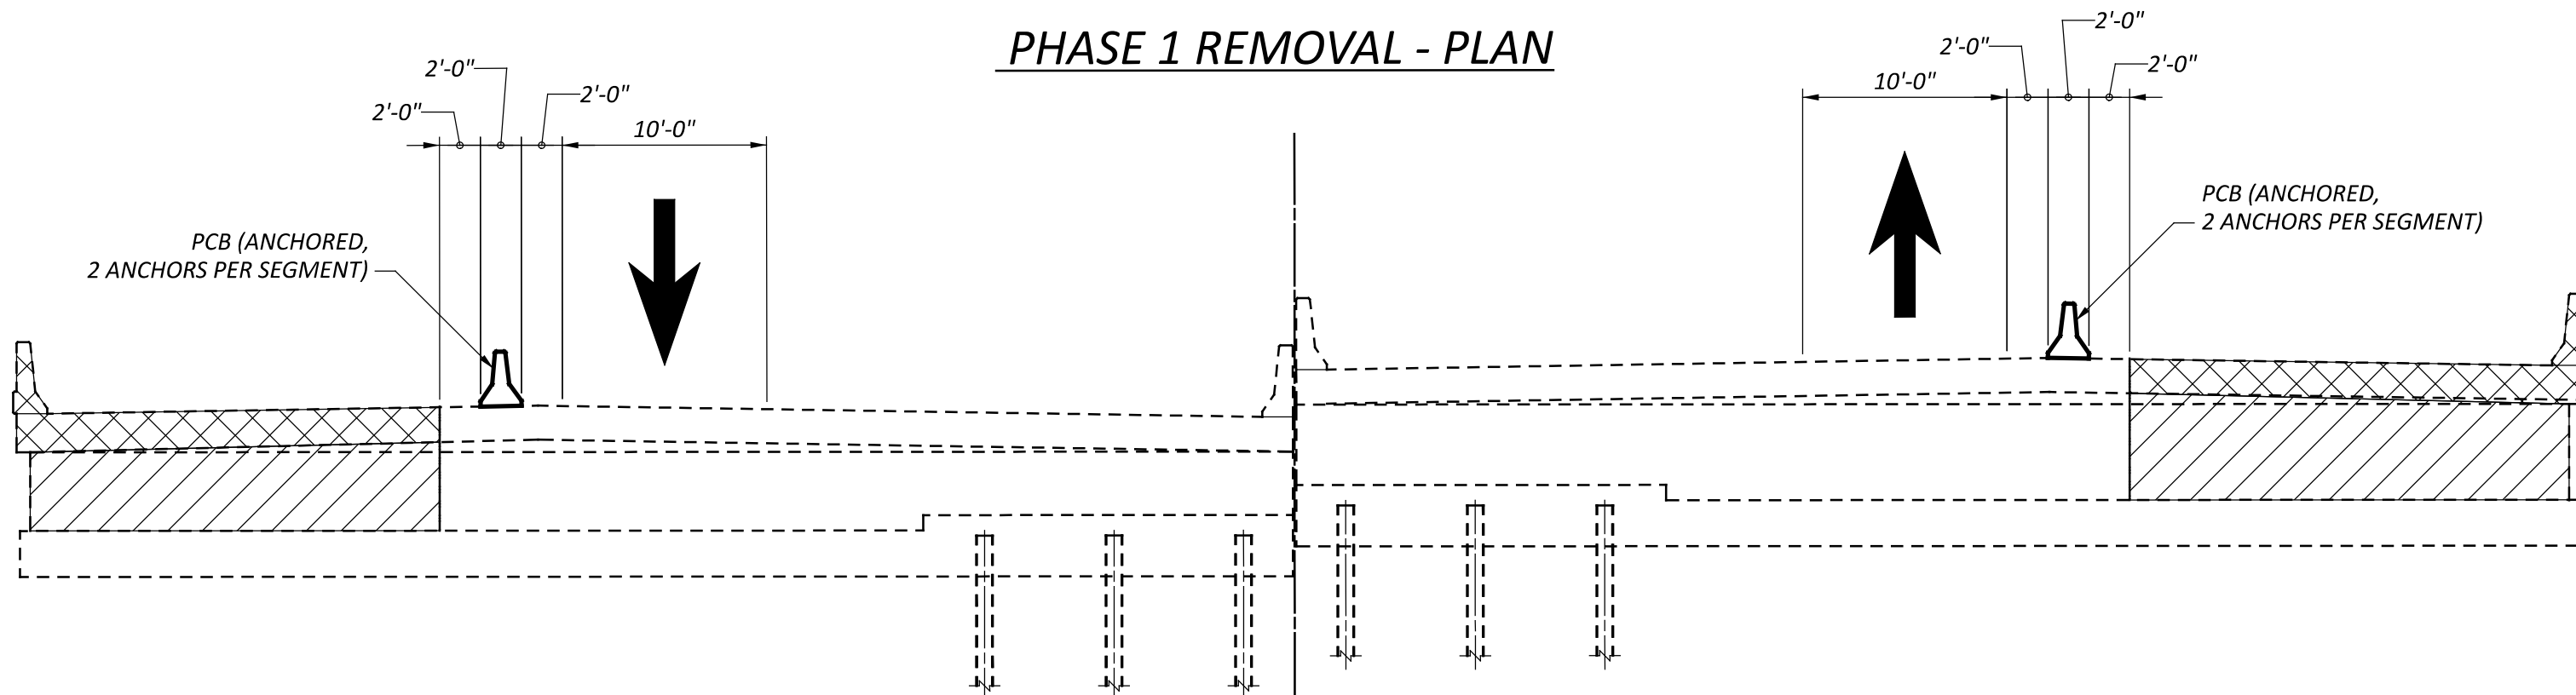 PHASE 1 REMOVAL - PLAN
2'-0"
2'-0"
2'-0"
10'-0"
PCB (ANCHORED,
2 ANCHORS PER SEGMENT)
2'-0"
2'-0"
2'-0"
10'-0"
PCB (ANCHORED,
2 ANCHORS PER SEGMENT)